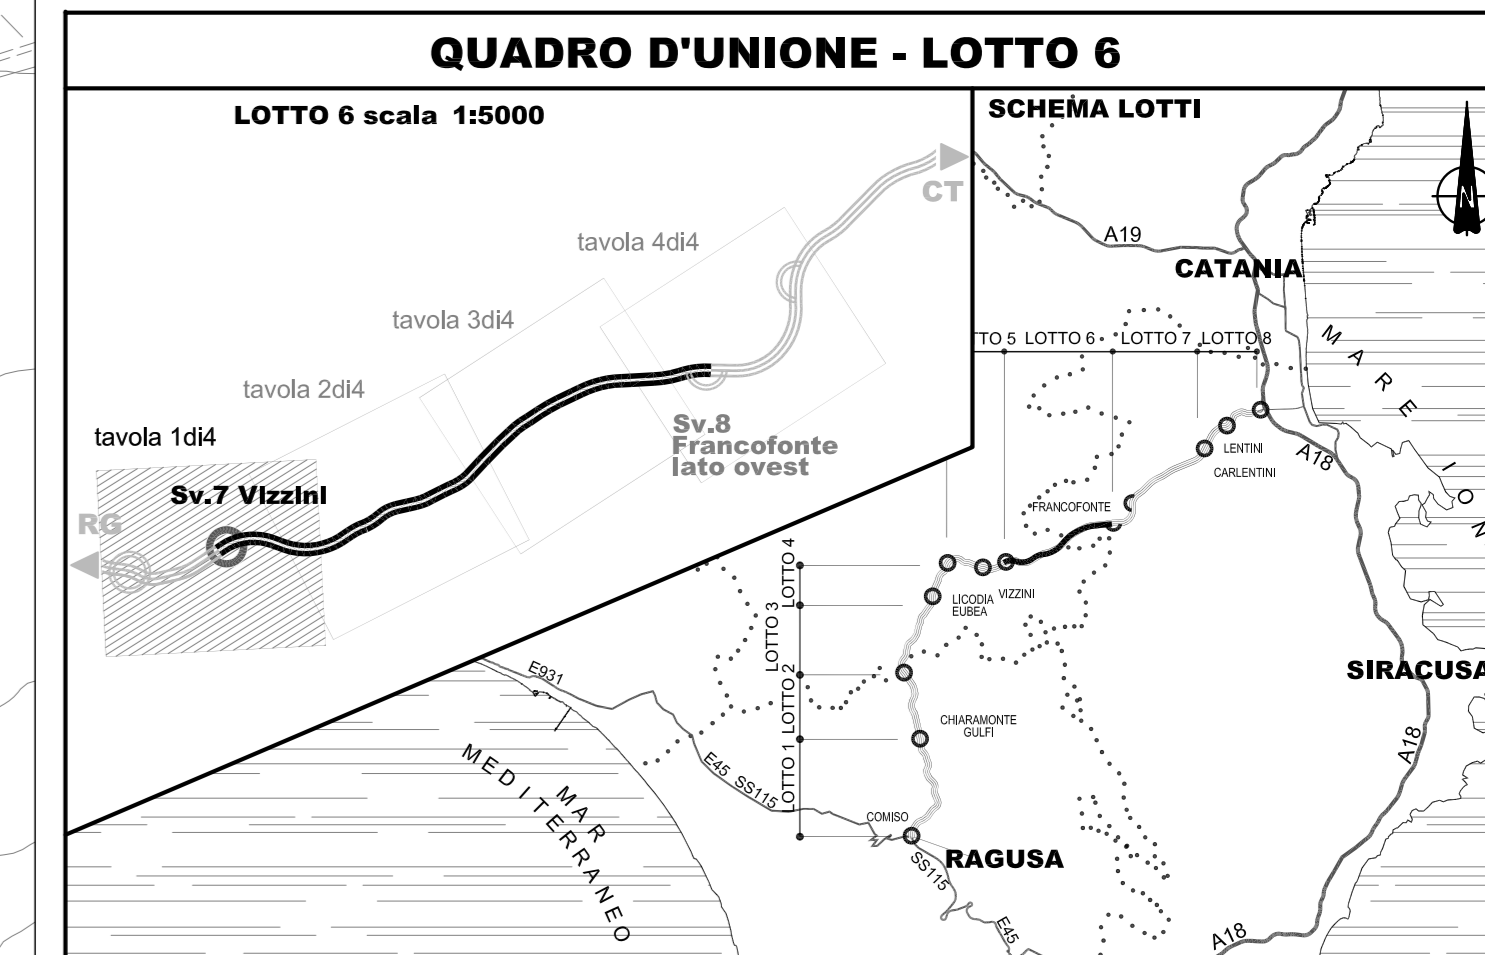 QUADRO D'UNIONE - LOTTO 6
LOTTO 6 scala 1:5000
SCHEMA LOTTI
CT
A19
N
tavola 4di4
CATANIA
tavola 3di4
TTO 5
LOTTO 6
LOTTO 7
LOTTO 8
MARE
tavola 2di4
Sv.8
Francofonte
lato ovest
tavola 1di4
LENTINI
CARLENTINI
A18
ION
Sv.7 Vizzini
RG
FRANCOFONTE
LOTTO 4
LICODIA
EUBEA
VIZZINI
LOTTO 3
E931
LOTTO 2
SIRACUSA
CHIARAMONTE
GULFI
A18
MAR
MEDITERRANEO
E45 SS115
LOTTO 1
COMISO
RAGUSA
SS115
E45
A18